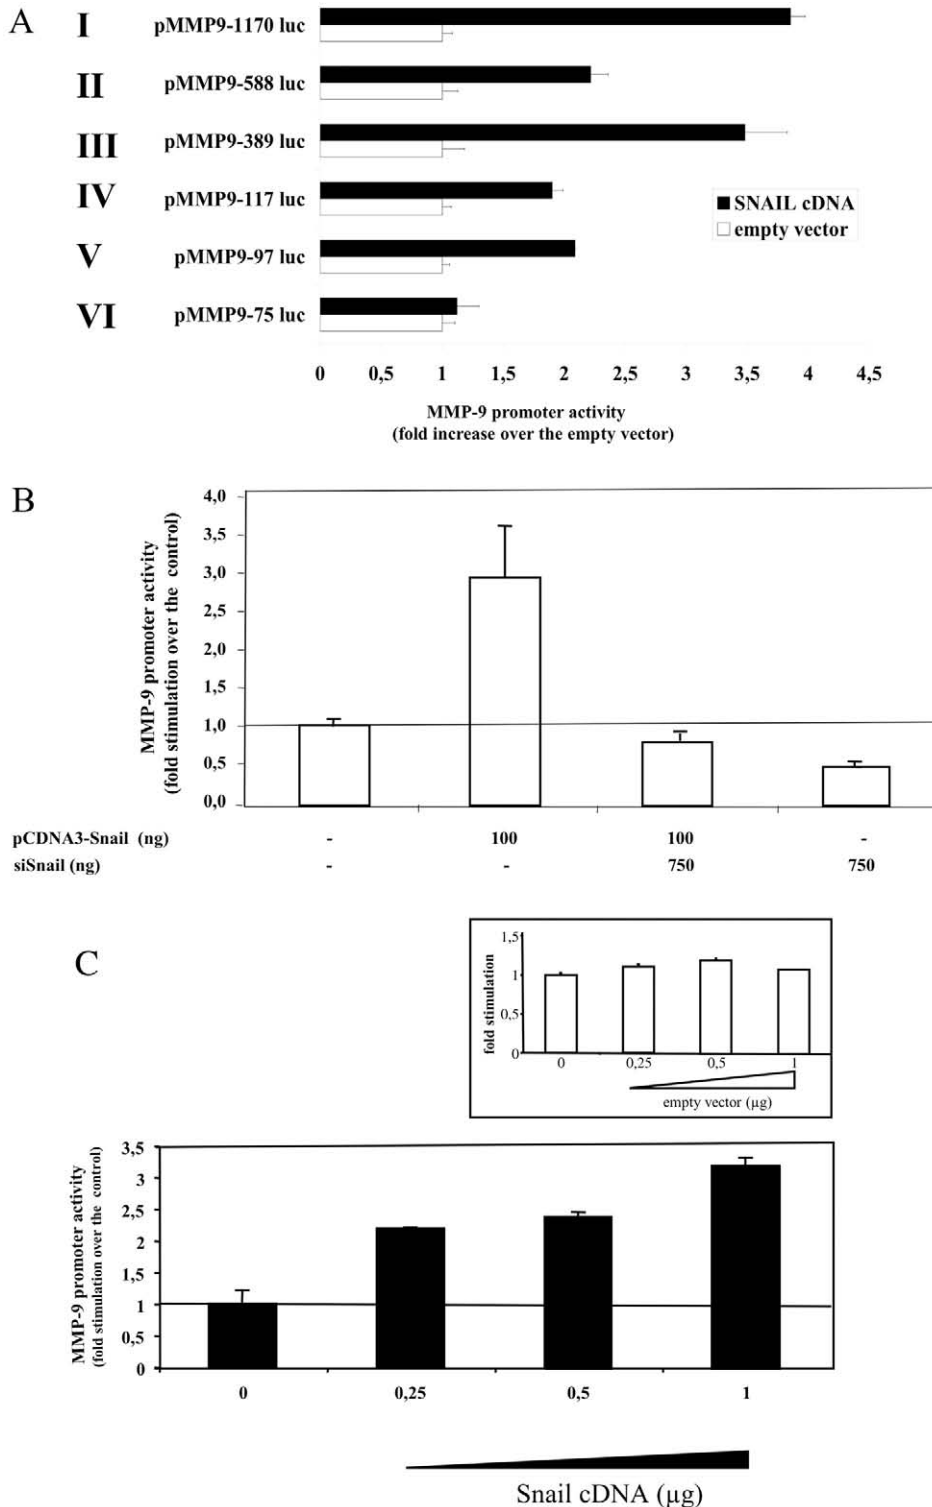 A
I pMMP9-1170 luc
II pMMP9-588 luc
III pMMP9-389 luc
IV pMMP9-117 luc
V pMMP9-97 luc
VI pMMP9-75 luc
SNAIL cDNA
empty vector
0 0,5 1 1,5 2 2,5 3 3,5 4 4,5
MMP-9 promoter activity
(fold increase over the empty vector)
B
MMP-9 promoter activity
(fold stimulation over the control)
4,0
3,5
3,0
2,5
2,0
1,5
1,0
0,5
0,0
pCDNA3-Snail (ng) - 100 100 -
siSnail (ng) - - 750 750
C
fold stimulation
1,5
1
0,5
0
0 0,25 0,5 1
empty vector (µg)
MMP-9 promoter activity
(fold stimulation over the control)
3,5
3
2,5
2
1,5
1
0,5
0
0 0,25 0,5 1
Snail cDNA (µg)